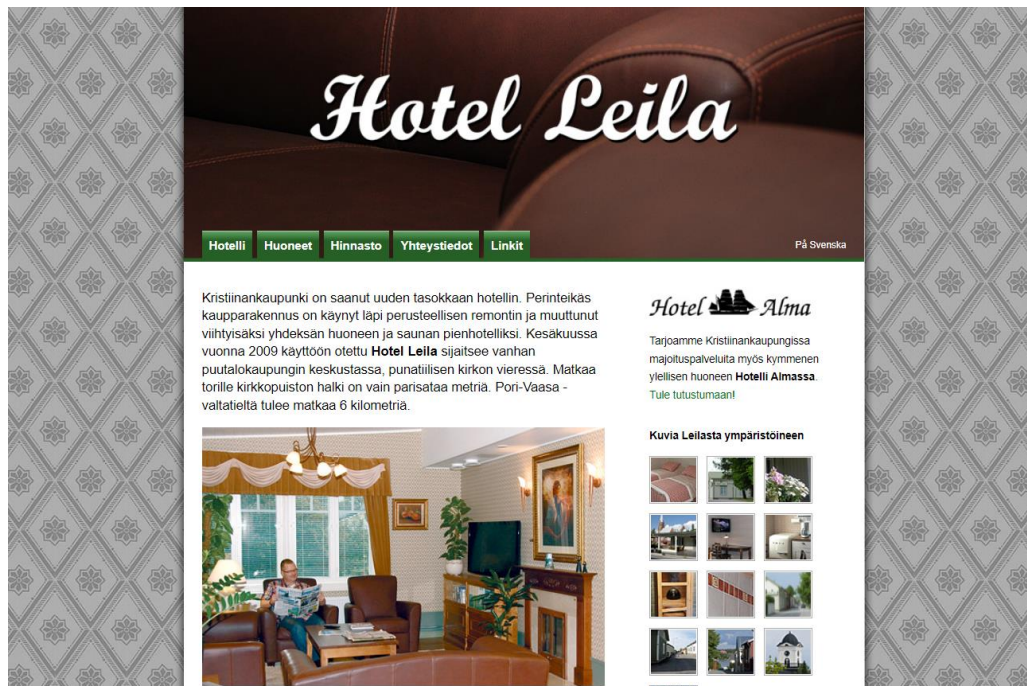 Hotel Leila
Hotelli
Huoneet
Hinnasto
Yhteystiedot
Linkit
På Svenska
Kristiinankaupunki on saanut uuden tasokkaan hotellin. Perinteikäs
kaupparakennus on käynyt läpi perusteellisen remontin ja muuttunut
viihtyisäksi yhdeksän huoneen ja saunan pienhotelliksi. Kesäkuussa
vuonna 2009 käyttöön otettu Hotel Leila sijaitsee vanhan
puutalokaupungin keskustassa, punatiilisen kirkon vieressä. Matkaa
torille kirkkopuiston halki on vain parisataa metriä. Pori-Vaasa -
valtatieltä tulee matkaa 6 kilometriä.
Hotel Alma
Tarjoamme Kristiinankaupungissa
majoituspalveluita myös kymmenen
ylellisen huoneen Hotelli Almassa.
Tule tutustumaan!
Kuvia Leilasta ympäristöineen